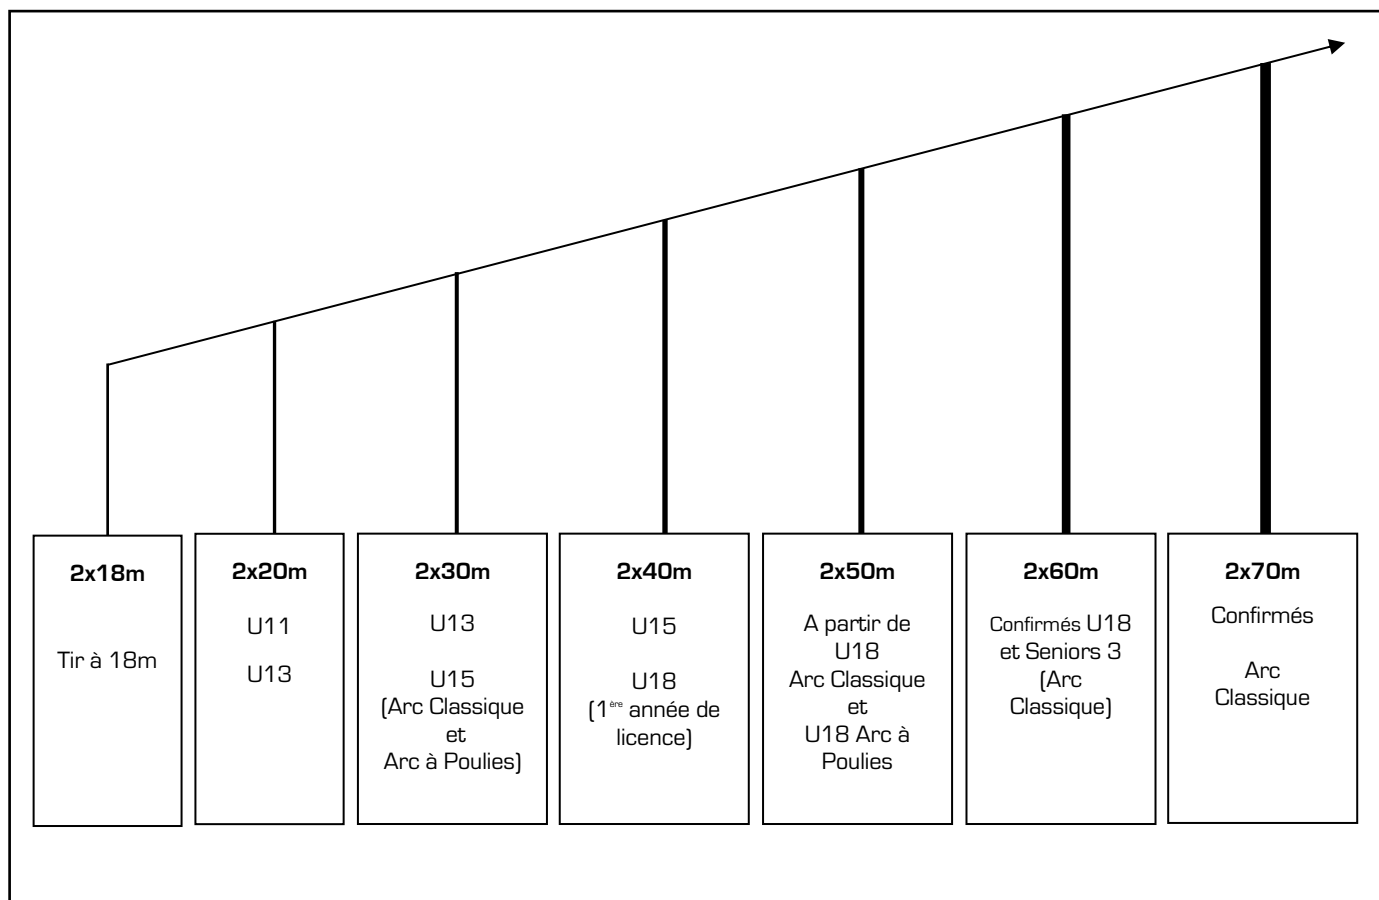 2x18m
Tir à 18m
2x20m
U11
U13
2x30m
U13
U15
(Arc Classique
et
Arc à Poulies)
2x40m
U15
U18
(1ère année de
licence)
2x50m
A partir de
U18
Arc Classique
et
U18 Arc à
Poulies
2x60m
Confirmés U18
et Seniors 3
(Arc
Classique)
2x70m
Confirmés
Arc
Classique